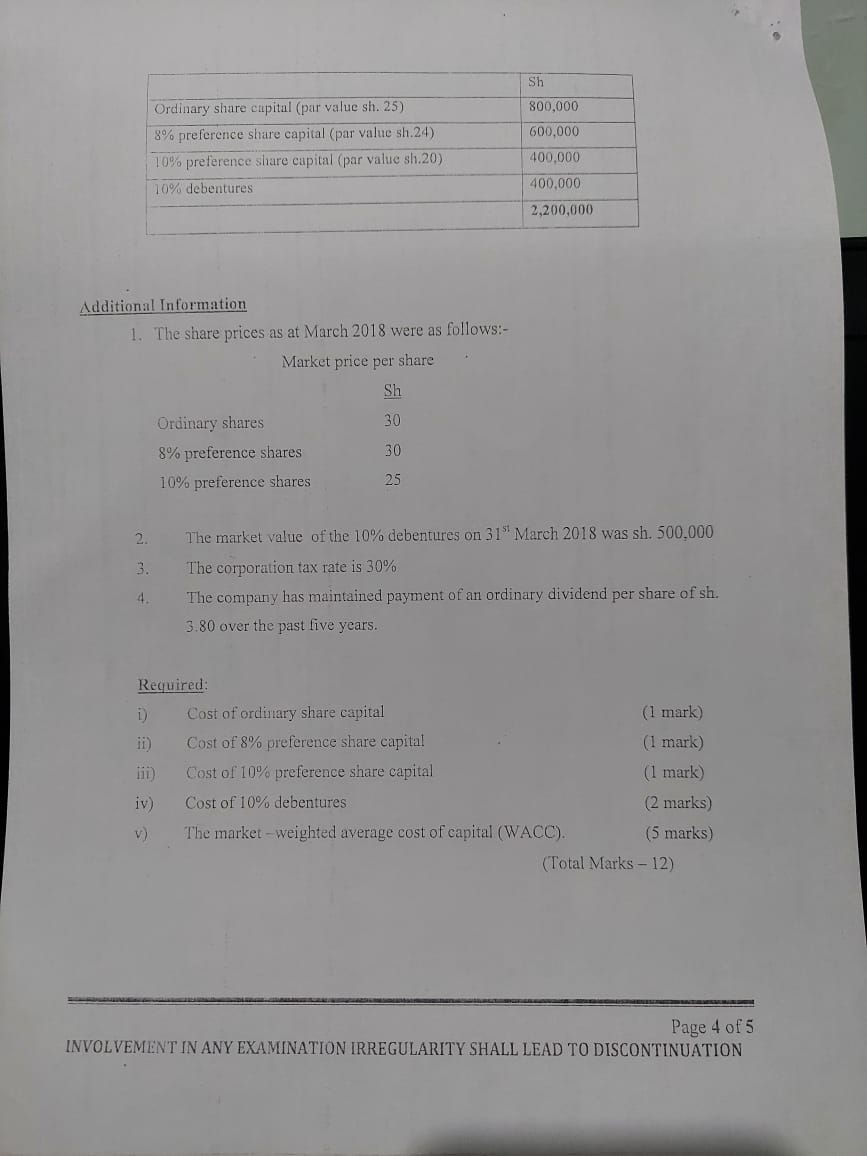 Sh
Ordinary share capital (par value sh. 25) 800,000
8% preference share capital (par value sh.24) 600,000
10% preference share capital (par value sh.20) 400,000
10% debentures 400,000
2,200,000
Additional Information
1. The share prices as at March 2018 were as follows:-
Market price per share
Sh
Ordinary shares 30
8% preference shares 30
10% preference shares 25
2. The market value of the 10% debentures on 31st March 2018 was sh. 500,000
3. The corporation tax rate is 30%
4. The company has maintained payment of an ordinary dividend per share of sh.
3.80 over the past five years.
Required:
i) Cost of ordinary share capital (1 mark)
ii) Cost of 8% preference share capital (1 mark)
iii) Cost of 10% preference share capital (1 mark)
iv) Cost of 10% debentures (2 marks)
v) The market –weighted average cost of capital (WACC). (5 marks)
(Total Marks – 12)
Page 4 of 5
INVOLVEMENT IN ANY EXAMINATION IRREGULARITY SHALL LEAD TO DISCONTINUATION